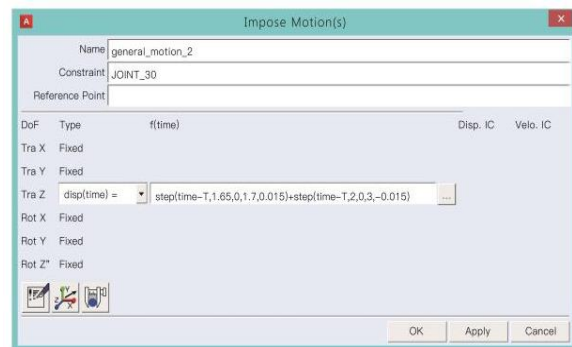 A
Impose Motion(s)
Name general_motion_2
Constraint JOINT_30
Reference Point
DoF Type f(time) Disp. IC Velo. IC
Tra X Fixed
Tra Y Fixed
Tra Z disp(time) = step(time-T,1.65,0,1.7,0.015)+step(time-T,2,0,3,-0.015) ...
Rot X Fixed
Rot Y Fixed
Rot Z" Fixed
OK Apply Cancel